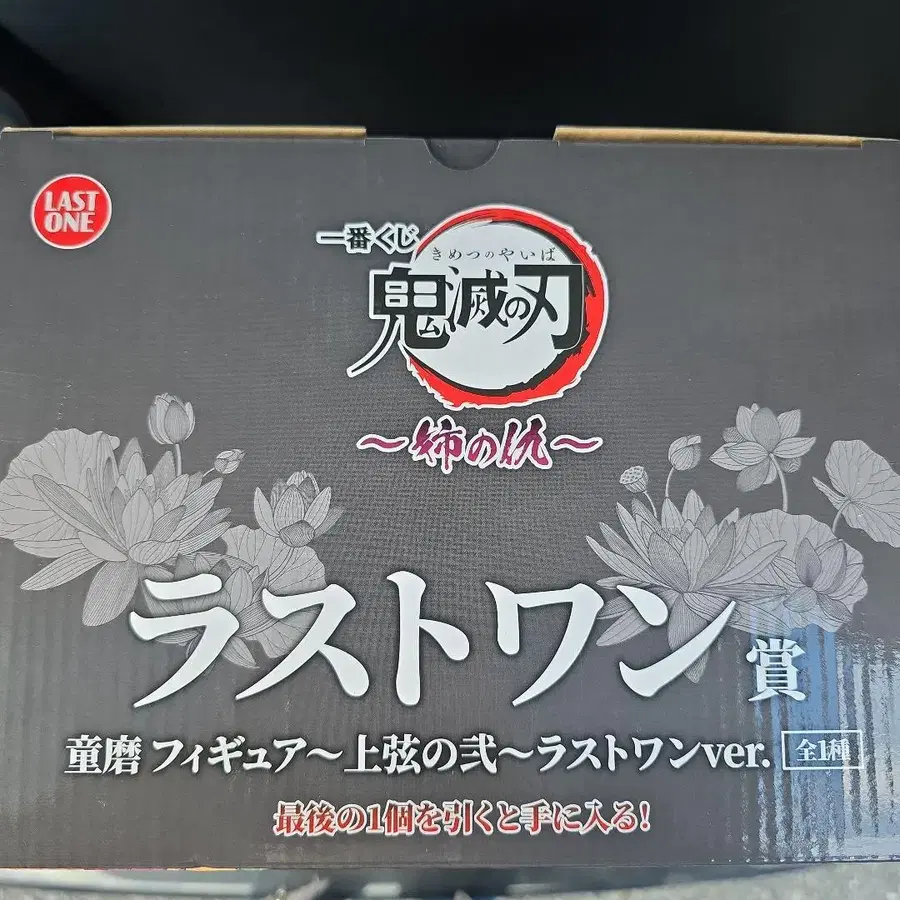 LAST
ONE
一番くじ
きめつのやいば
鬼滅の刃
～姉の仇～
ラストワン賞
童磨 フィギュア～上弦の弐～ラストワンver. 全1種
最後の1個を引くと手に入る!